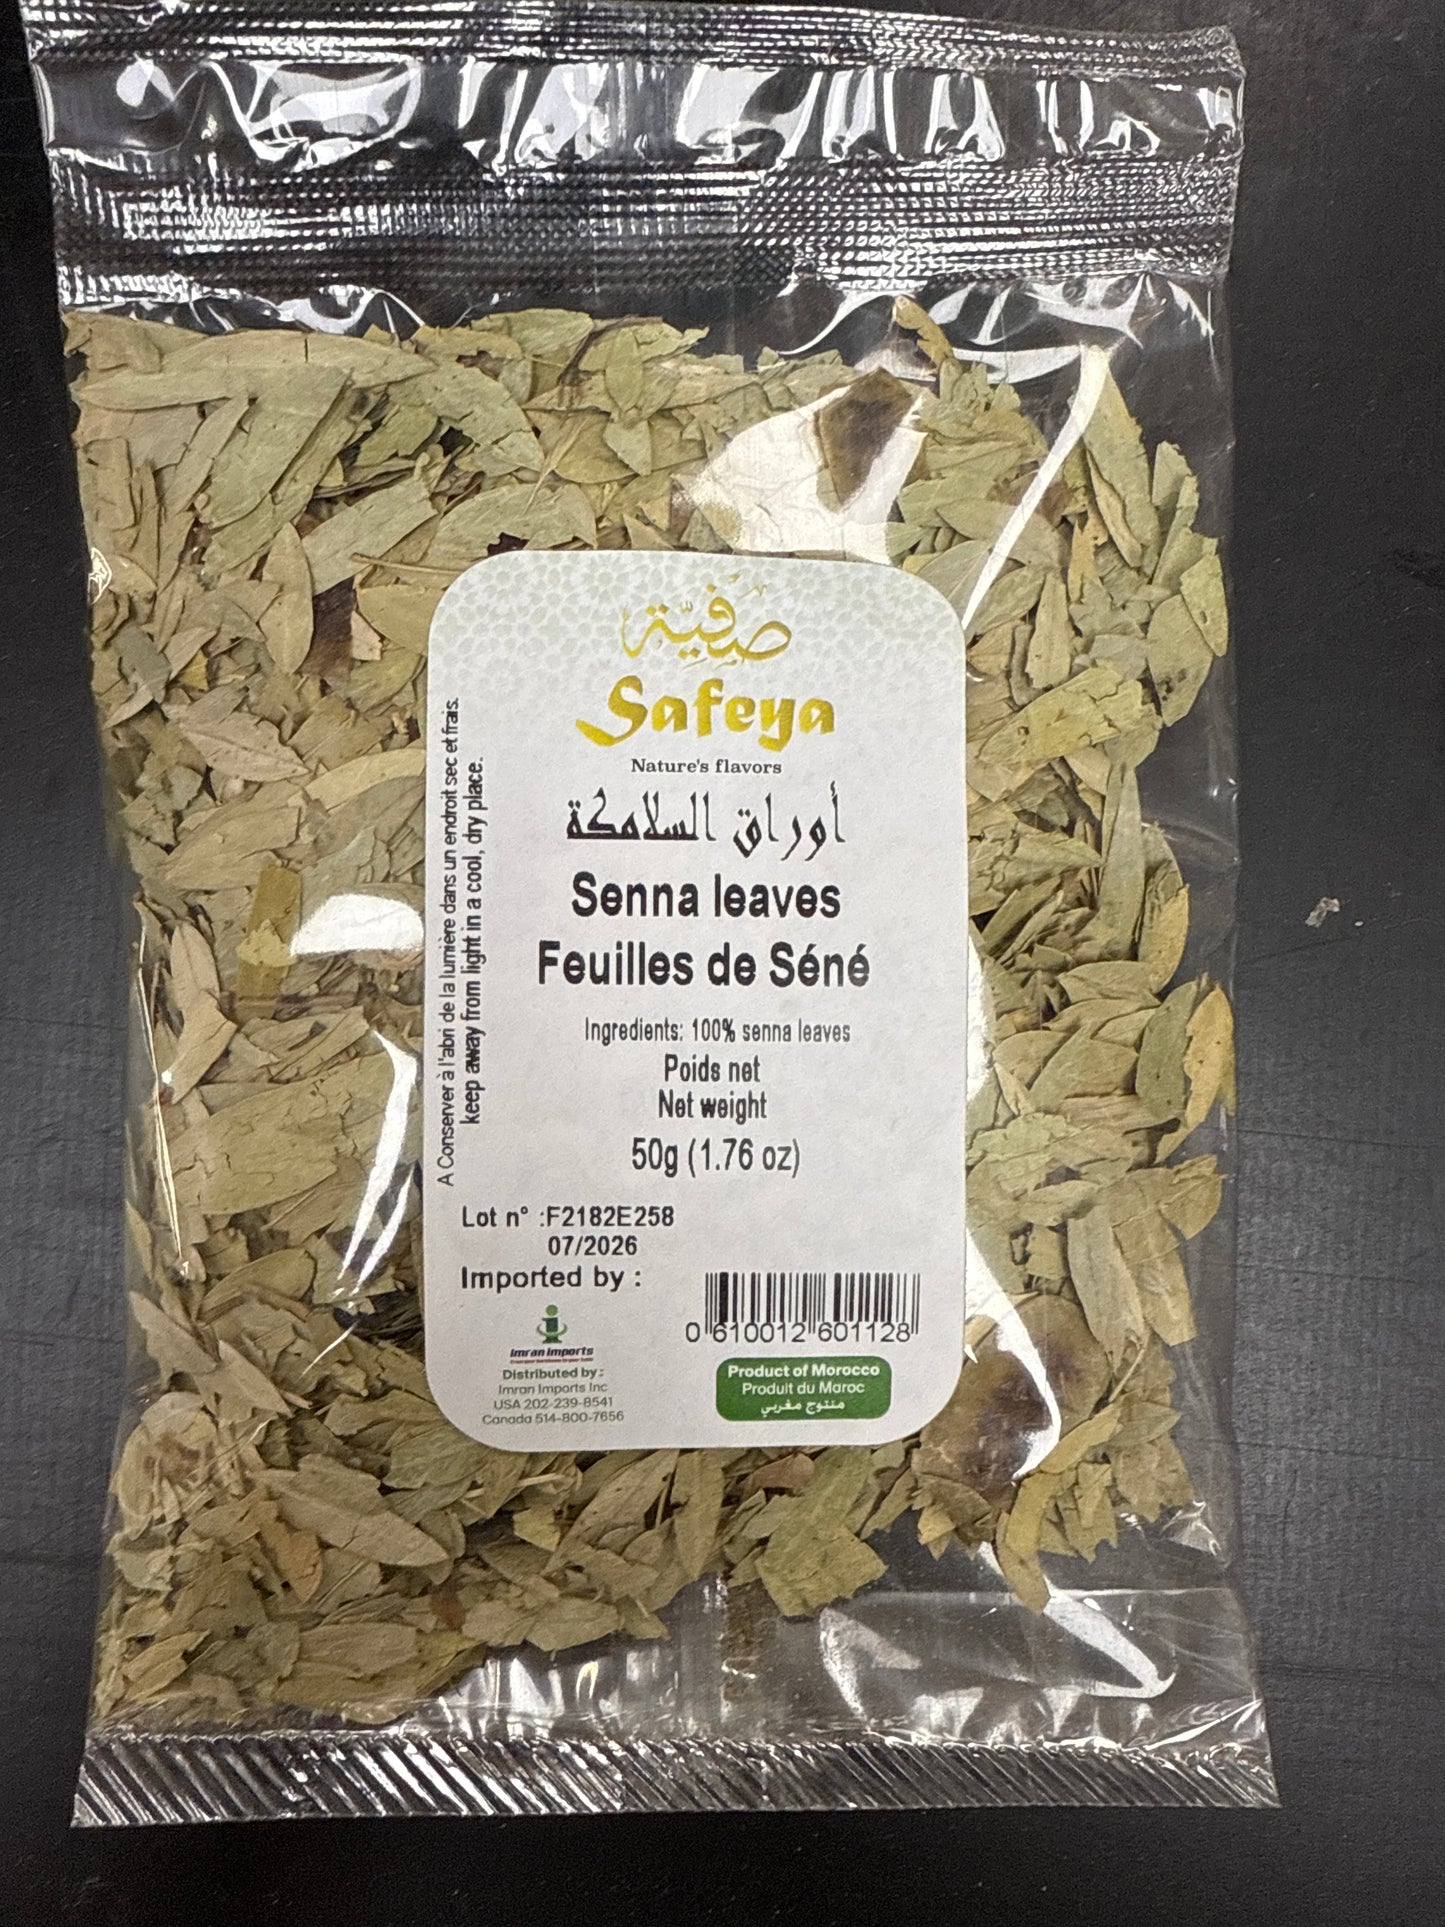 صفيّة
Safeya
Nature's flavors
أوراق السلامكة
Senna leaves
Feuilles de Séné
Ingredients: 100% senna leaves
Poids net
Net weight
50g (1.76 oz)
A Conserver à l'abri de la lumière dans un endroit sec et frais.
keep away from light in a cool, dry place.
Lot n° :F2182E258
07/2026
Imported by :
Imran Imports
Distributed by :
Imran Imports Inc
USA 202-239-8541
Canada 514-800-7656
0 610012 601128
Product of Morocco
Produit du Maroc
منتوج مغربي